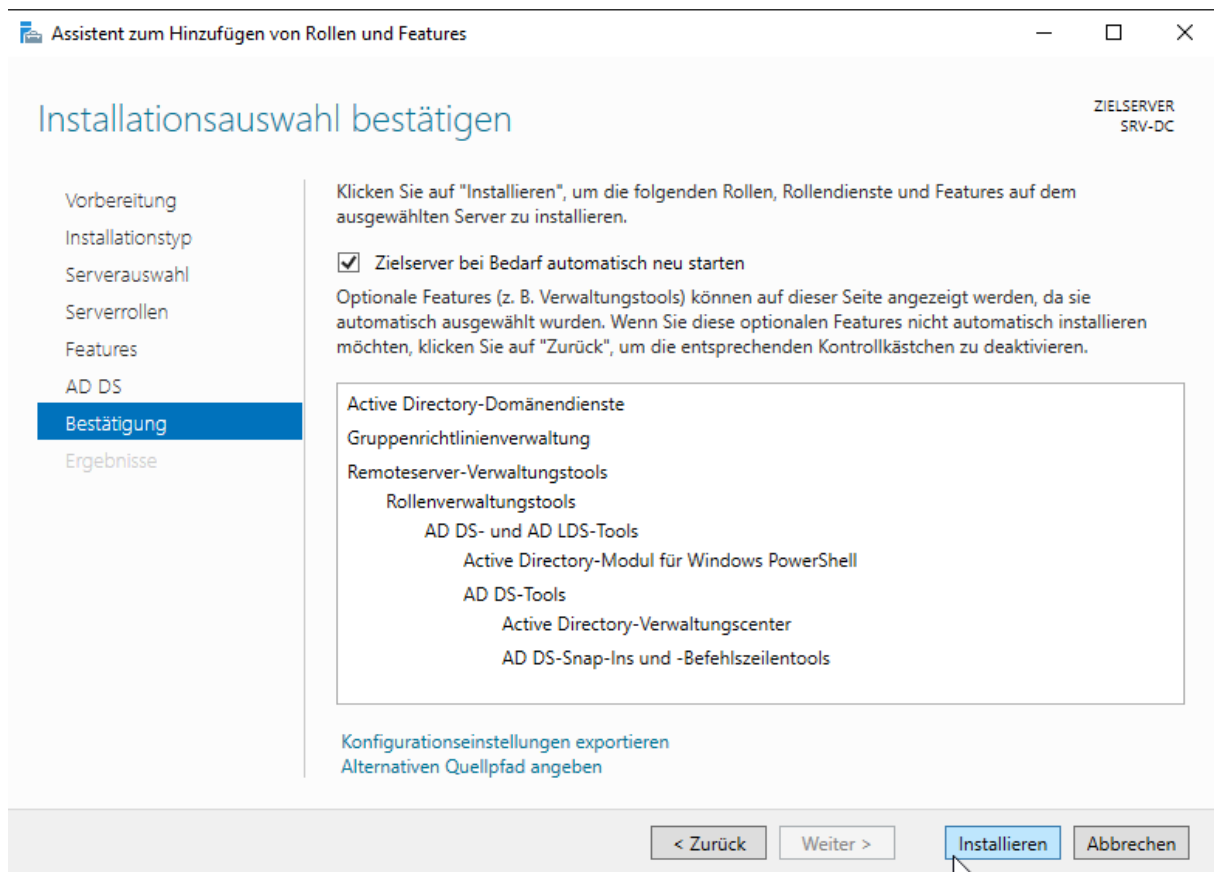 Assistent zum Hinzufügen von Rollen und Features
Installationsauswahl bestätigen
ZIELSERVER
SRV-DC
Vorbereitung
Installationstyp
Serverauswahl
Serverrollen
Features
AD DS
Bestätigung
Ergebnisse
Klicken Sie auf "Installieren", um die folgenden Rollen, Rollendienste und Features auf dem
ausgewählten Server zu installieren.
Zielserver bei Bedarf automatisch neu starten
Optionale Features (z. B. Verwaltungstools) können auf dieser Seite angezeigt werden, da sie
automatisch ausgewählt wurden. Wenn Sie diese optionalen Features nicht automatisch installieren
möchten, klicken Sie auf "Zurück", um die entsprechenden Kontrollkästchen zu deaktivieren.
Active Directory-Domänendienste
Gruppenrichtlinienverwaltung
Remoteserver-Verwaltungstools
Rollenverwaltungstools
AD DS- und AD LDS-Tools
Active Directory-Modul für Windows PowerShell
AD DS-Tools
Active Directory-Verwaltungscenter
AD DS-Snap-Ins und -Befehlszeilentools
Konfigurationseinstellungen exportieren
Alternativen Quellpfad angeben
< Zurück
Weiter >
Installieren
Abbrechen